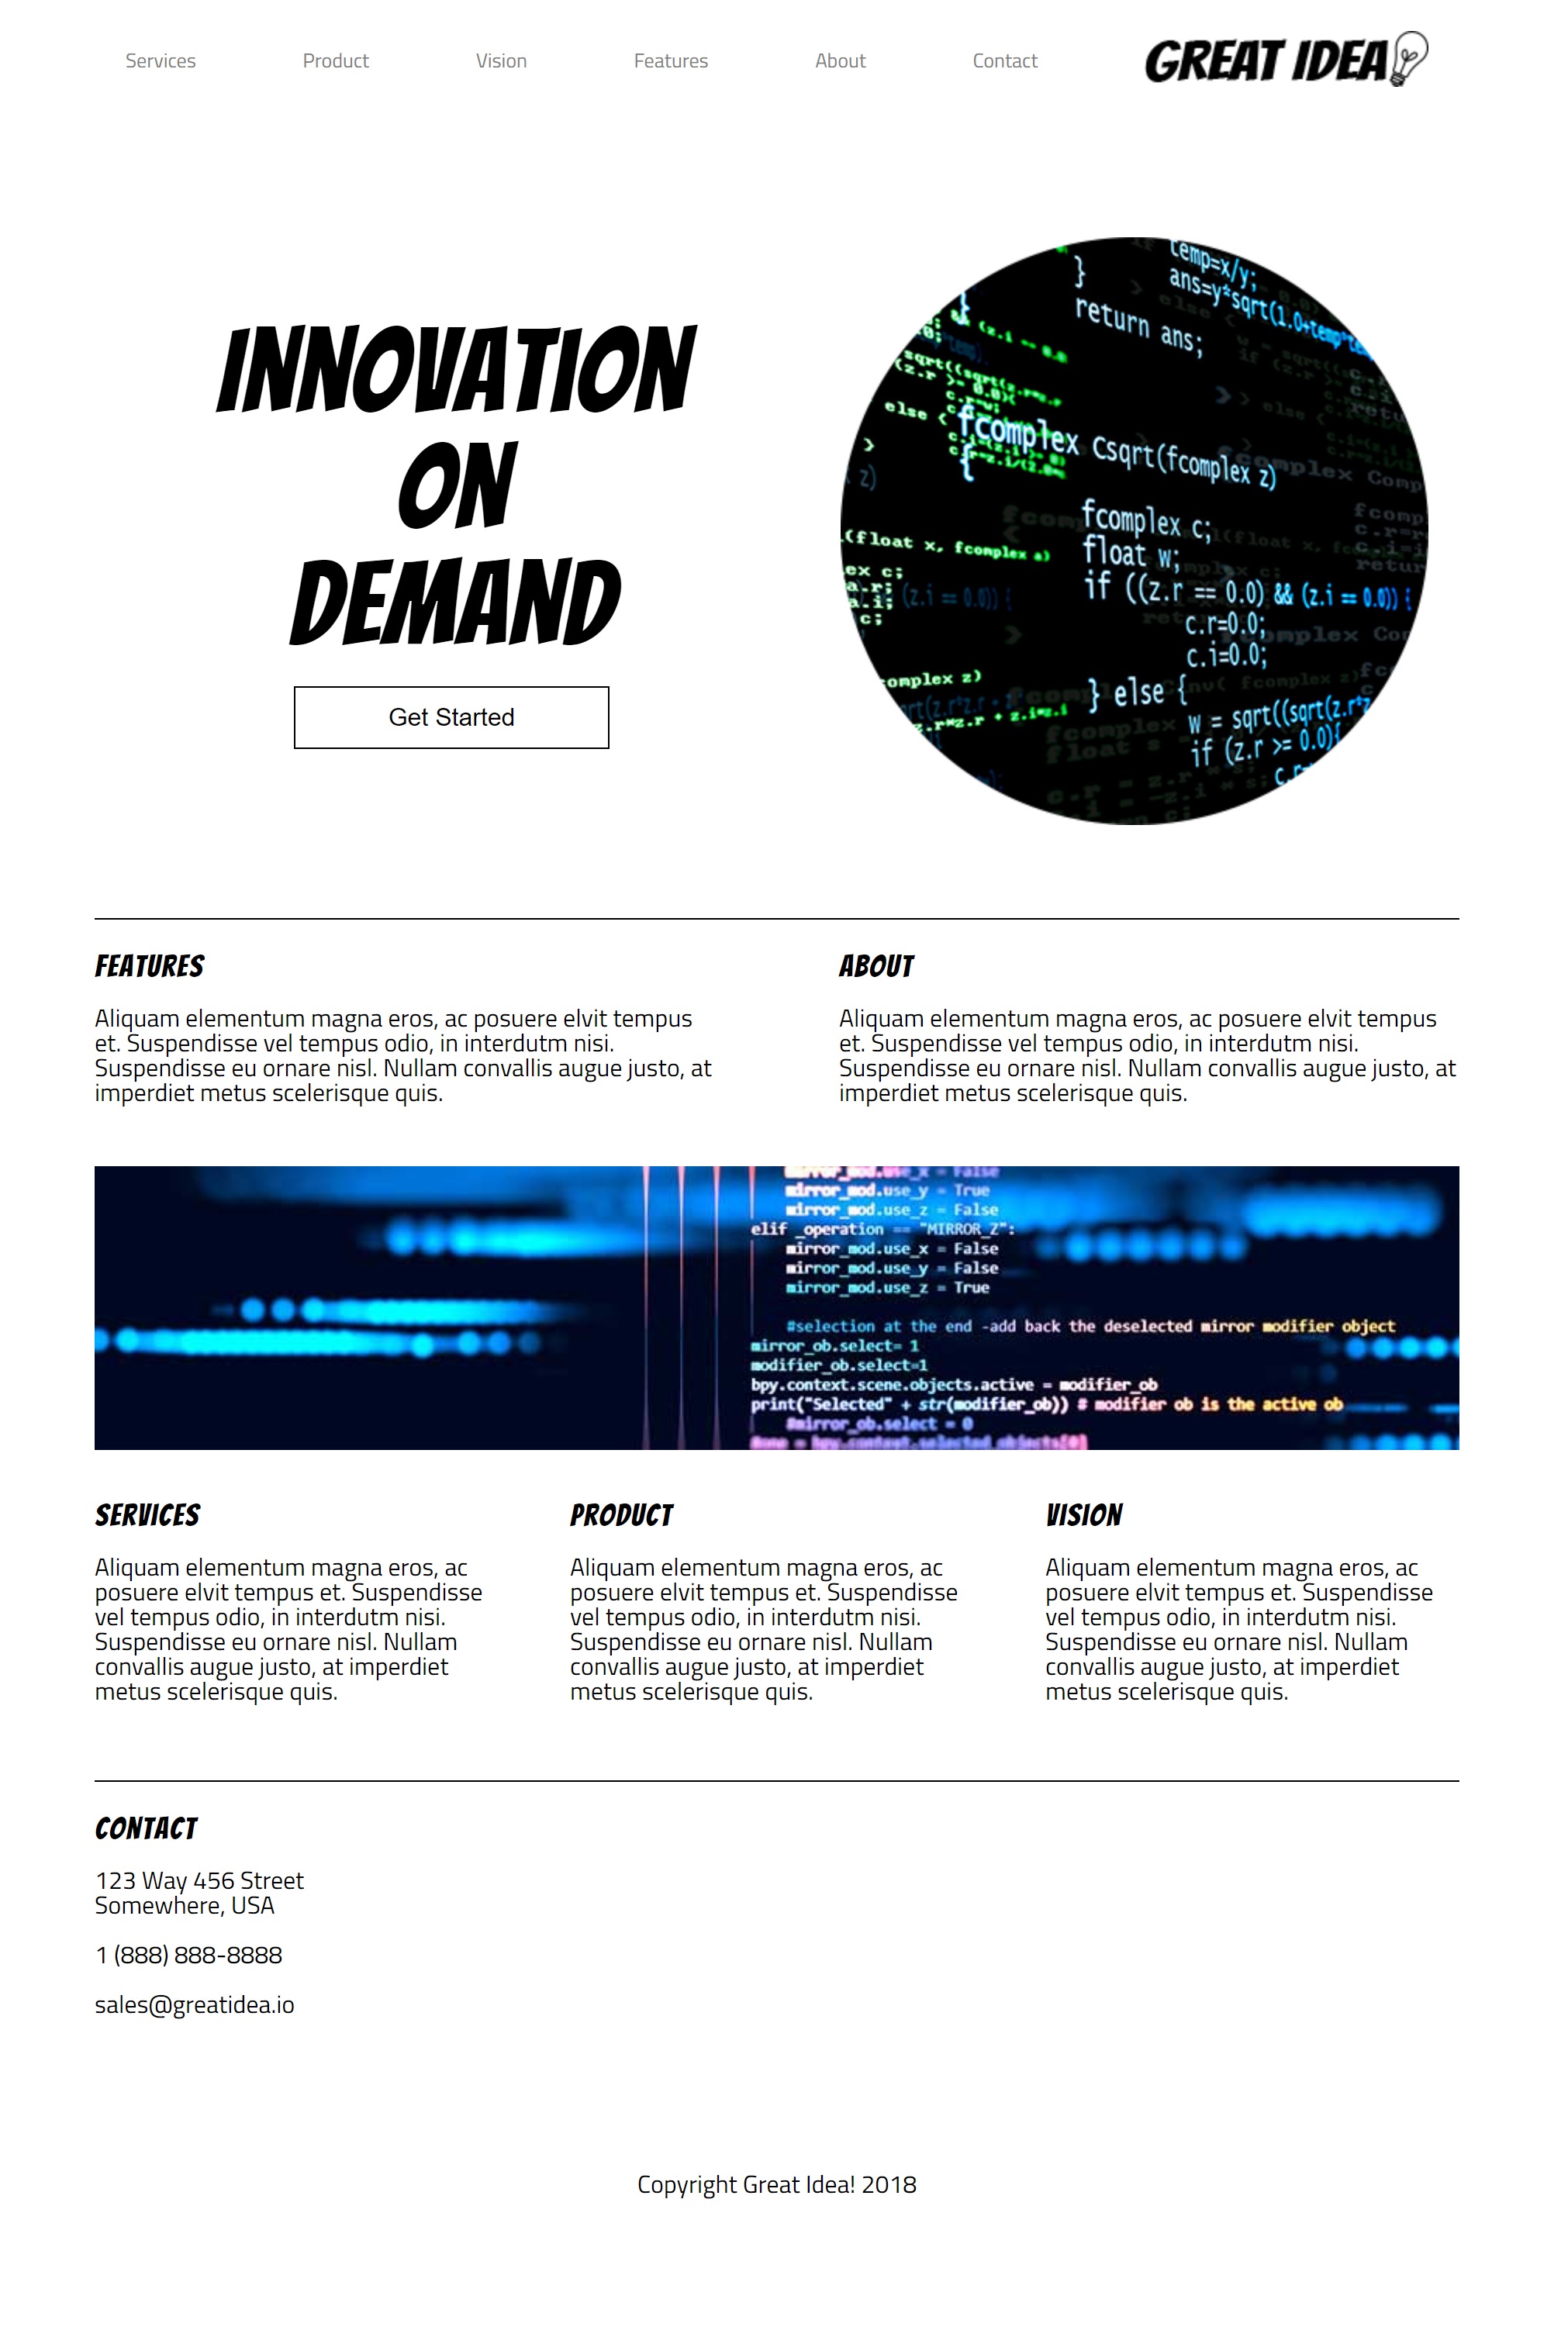 Services Product Vision Features About Contact GREAT IDEA
INNOVATION
ON
DEMAND
Get Started
temp=x/y;
}
return ans;
else {
fcomplex Csqrt(fcomplex z)
{
fcomplex c;
float w;
if ((z.r == 0.0) && (z.i == 0.0)) {
c.r=0.0;
c.i=0.0;
} else {
w = sqrt((sqrt(z.r*z
if (z.r >= 0.0){
(float x, fcomplex a)
FEATURES
Aliquam elementum magna eros, ac posuere elvit tempus
et. Suspendisse vel tempus odio, in interdutm nisi.
Suspendisse eu ornare nisl. Nullam convallis augue justo, at
imperdiet metus scelerisque quis.
ABOUT
Aliquam elementum magna eros, ac posuere elvit tempus
et. Suspendisse vel tempus odio, in interdutm nisi.
Suspendisse eu ornare nisl. Nullam convallis augue justo, at
imperdiet metus scelerisque quis.
mirror_mod.use_x = False
mirror_mod.use_y = True
mirror_mod.use_z = False
elif _operation == "MIRROR_Z":
mirror_mod.use_x = False
mirror_mod.use_y = False
mirror_mod.use_z = True
#selection at the end -add back the deselected mirror modifier object
mirror_ob.select= 1
modifier_ob.select=1
bpy.context.scene.objects.active = modifier_ob
print("Selected" + str(modifier_ob)) # modifier ob is the active ob
#mirror_ob.select = 0
= bpy.context.selected_objects[0]
SERVICES
Aliquam elementum magna eros, ac
posuere elvit tempus et. Suspendisse
vel tempus odio, in interdutm nisi.
Suspendisse eu ornare nisl. Nullam
convallis augue justo, at imperdiet
metus scelerisque quis.
PRODUCT
Aliquam elementum magna eros, ac
posuere elvit tempus et. Suspendisse
vel tempus odio, in interdutm nisi.
Suspendisse eu ornare nisl. Nullam
convallis augue justo, at imperdiet
metus scelerisque quis.
VISION
Aliquam elementum magna eros, ac
posuere elvit tempus et. Suspendisse
vel tempus odio, in interdutm nisi.
Suspendisse eu ornare nisl. Nullam
convallis augue justo, at imperdiet
metus scelerisque quis.
CONTACT
123 Way 456 Street
Somewhere, USA
1 (888) 888-8888
sales@greatidea.io
Copyright Great Idea! 2018